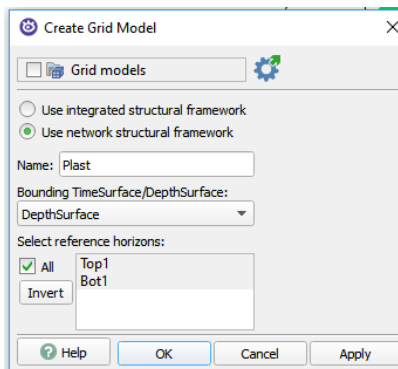 Create Grid Model
Grid models
Use integrated structural framework
Use network structural framework
Name: Plast
Bounding TimeSurface/DepthSurface:
DepthSurface
Select reference horizons:
All
Top1
Bot1
Invert
Help
OK
Cancel
Apply